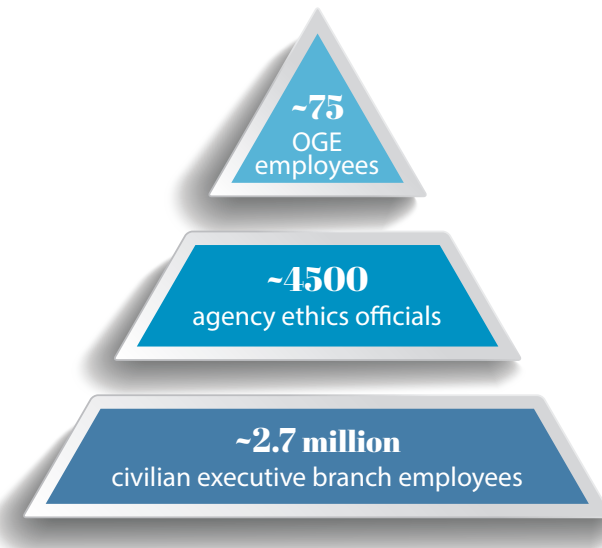 ~75
OGE
employees
~4500
agency ethics officials
~2.7 million
civilian executive branch employees